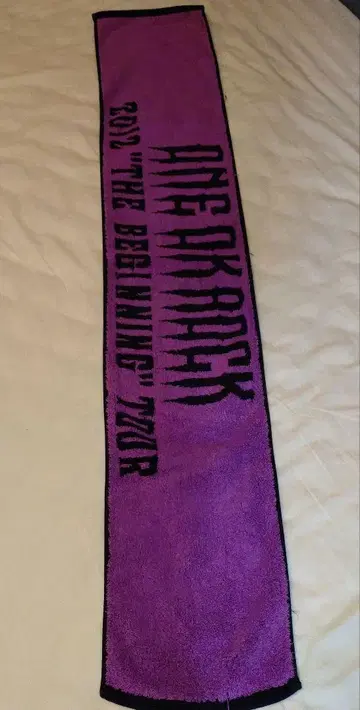 ONE OK ROCK
2012 "THE BEGINNING" TOUR